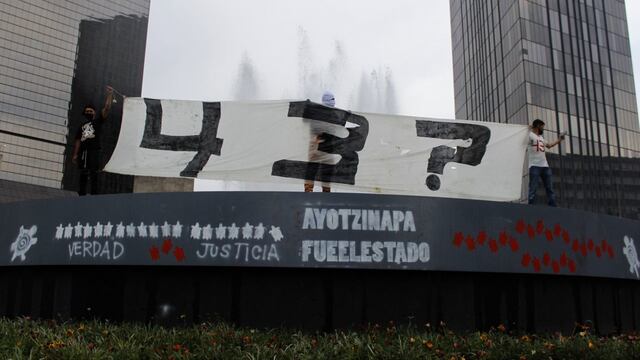 43?
AYOTZINAPA
VERDAD JUSTICIA FUEELESTADO